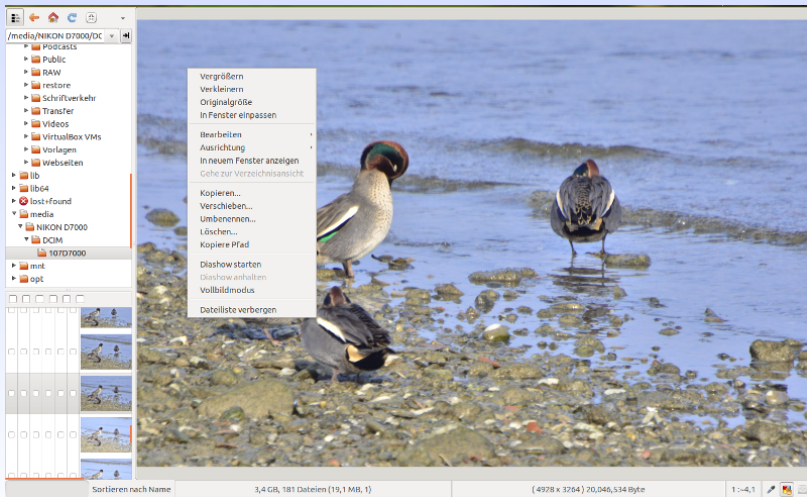 /media/NIKON D7000/DC
Podcasts
Public
RAW
restore
Schriftverkehr
Transfer
Videos
VirtualBox VMs
Vorlagen
Webseiten
lib
lib64
lost+found
media
NIKON D7000
DCIM
107D7000
mnt
opt
Vergrößern
Verkleinern
Originalgröße
In Fenster einpassen
Bearbeiten
Ausrichtung
In neuem Fenster anzeigen
Gehe zur Verzeichnisansicht
Kopieren...
Verschieben...
Umbenennen...
Löschen...
Kopiere Pfad
Diashow starten
Diashow anhalten
Vollbildmodus
Dateiliste verbergen
Sortieren nach Name
3,4 GB, 181 Dateien (19,1 MB, 1)
( 4928 x 3264 ) 20,046,534 Byte
1 :-4,1